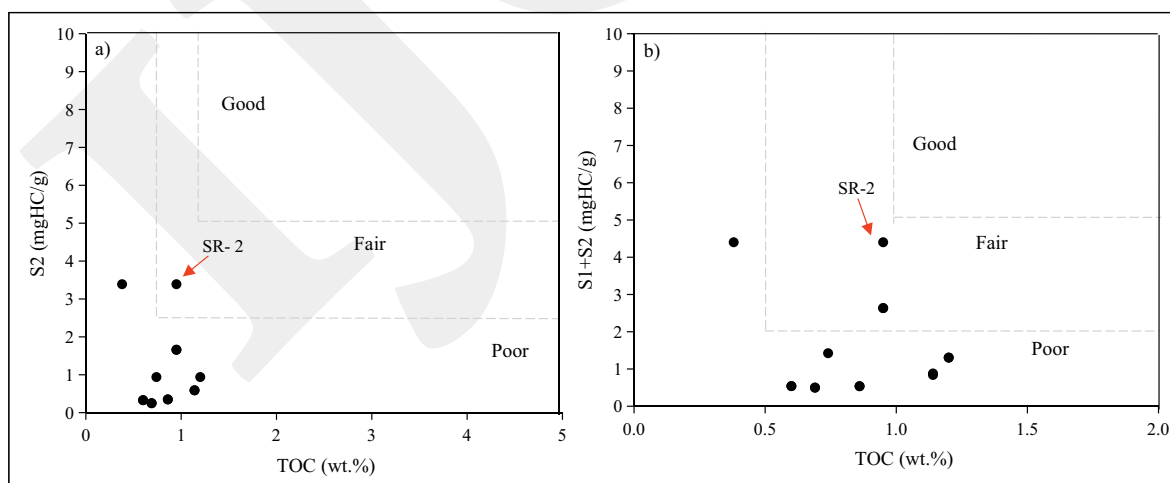 a)
10
9
8
7
6
5
4
3
2
1
0
S2 (mgHC/g)
Good
Fair
SR- 2
Poor
0
1
2
3
4
5
TOC (wt.%)
b)
10
9
8
7
6
5
4
3
2
1
0
S1+S2 (mgHC/g)
Good
SR-2
Fair
Poor
0.0
0.5
1.0
1.5
2.0
TOC (wt.%)